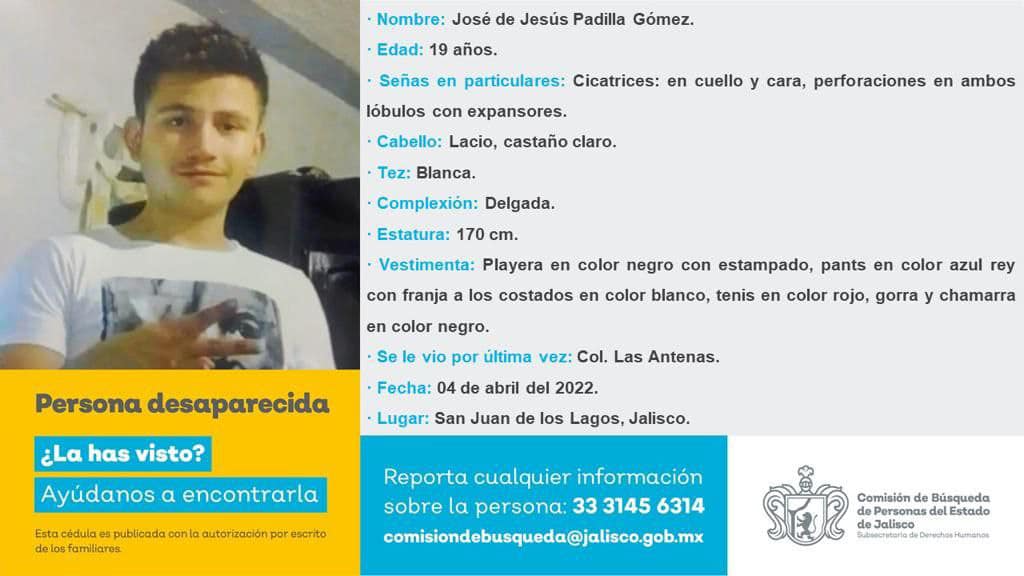 · Nombre: José de Jesús Padilla Gómez.
· Edad: 19 años.
· Señas en particulares: Cicatrices: en cuello y cara, perforaciones en ambos
lóbulos con expansores.
· Cabello: Lacio, castaño claro.
· Tez: Blanca.
· Complexión: Delgada.
· Estatura: 170 cm.
· Vestimenta: Playera en color negro con estampado, pants en color azul rey
con franja a los costados en color blanco, tenis en color rojo, gorra y chamarra
en color negro.
· Se le vio por última vez: Col. Las Antenas.
· Fecha: 04 de abril del 2022.
· Lugar: San Juan de los Lagos, Jalisco.
Persona desaparecida
¿La has visto?
Ayúdanos a encontrarla
Esta cédula es publicada con la autorización por escrito
de los familiares.
Reporta cualquier información
sobre la persona: 33 3145 6314
comisiondebusqueda@jalisco.gob.mx
Comisión de Búsqueda
de Personas del Estado
de Jalisco
Subsecretaría de Derechos Humanos